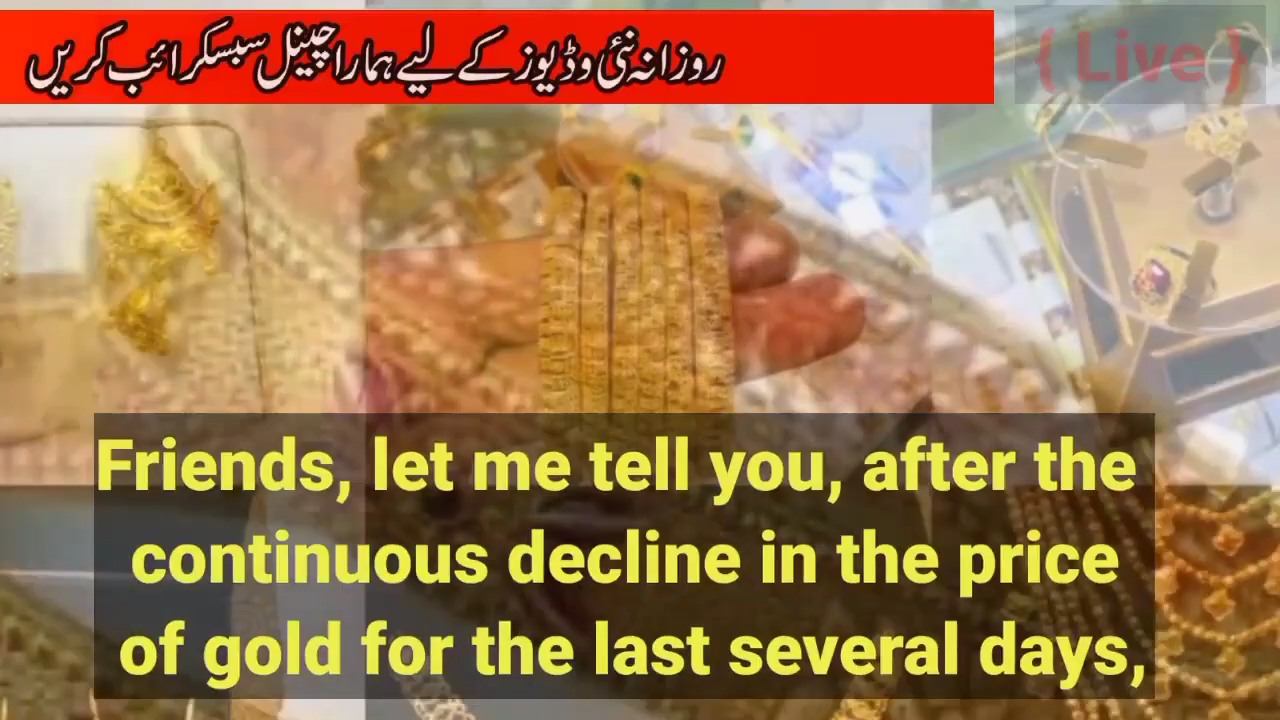 روزانہ نئی وڈیوز کے لیے ہمارا چینل سبسکرائب کریں
{ Live }
Friends, let me tell you, after the
continuous decline in the price
of gold for the last several days,